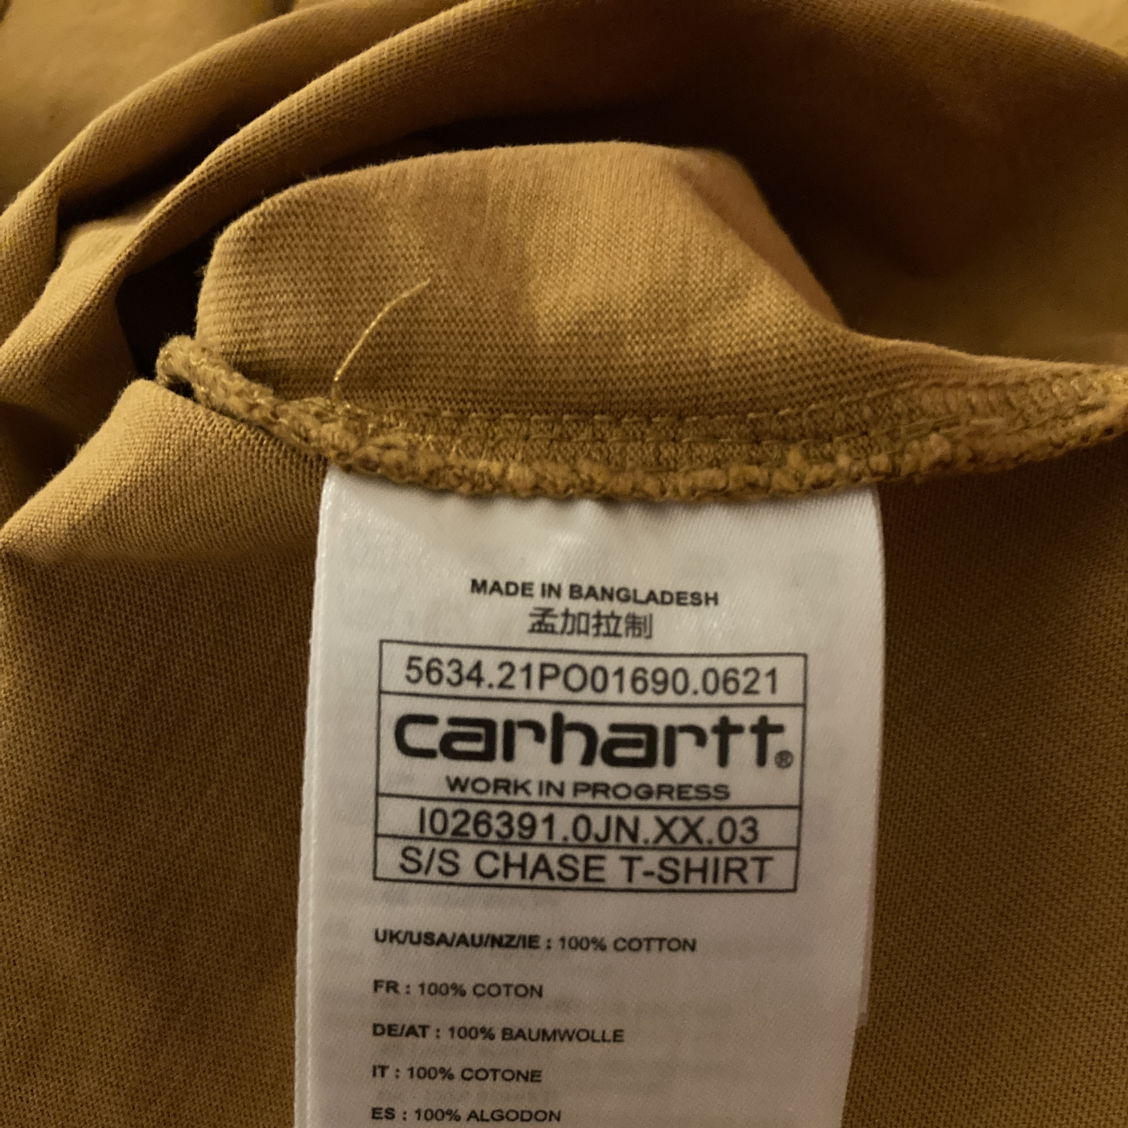 MADE IN BANGLADESH
孟加拉制
5634.21PO01690.0621
carhartt®
WORK IN PROGRESS
I026391.0JN.XX.03
S/S CHASE T-SHIRT
UK/USA/AU/NZ/IE : 100% COTTON
FR : 100% COTON
DE/AT : 100% BAUMWOLLE
IT : 100% COTONE
ES : 100% ALGODON